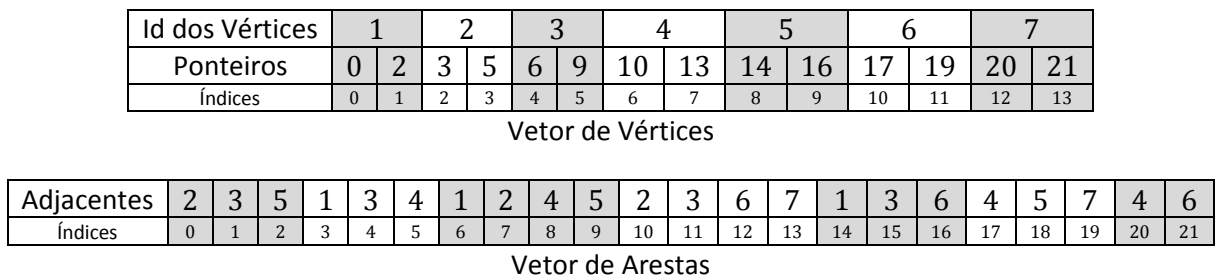 Id dos Vértices 1 2 3 4 5 6 7
Ponteiros 0 2 3 5 6 9 10 13 14 16 17 19 20 21
Índices 0 1 2 3 4 5 6 7 8 9 10 11 12 13
Vetor de Vértices
Adjacentes 2 3 5 1 3 4 1 2 4 5 2 3 6 7 1 3 6 4 5 7 4 6
Índices 0 1 2 3 4 5 6 7 8 9 10 11 12 13 14 15 16 17 18 19 20 21
Vetor de Arestas